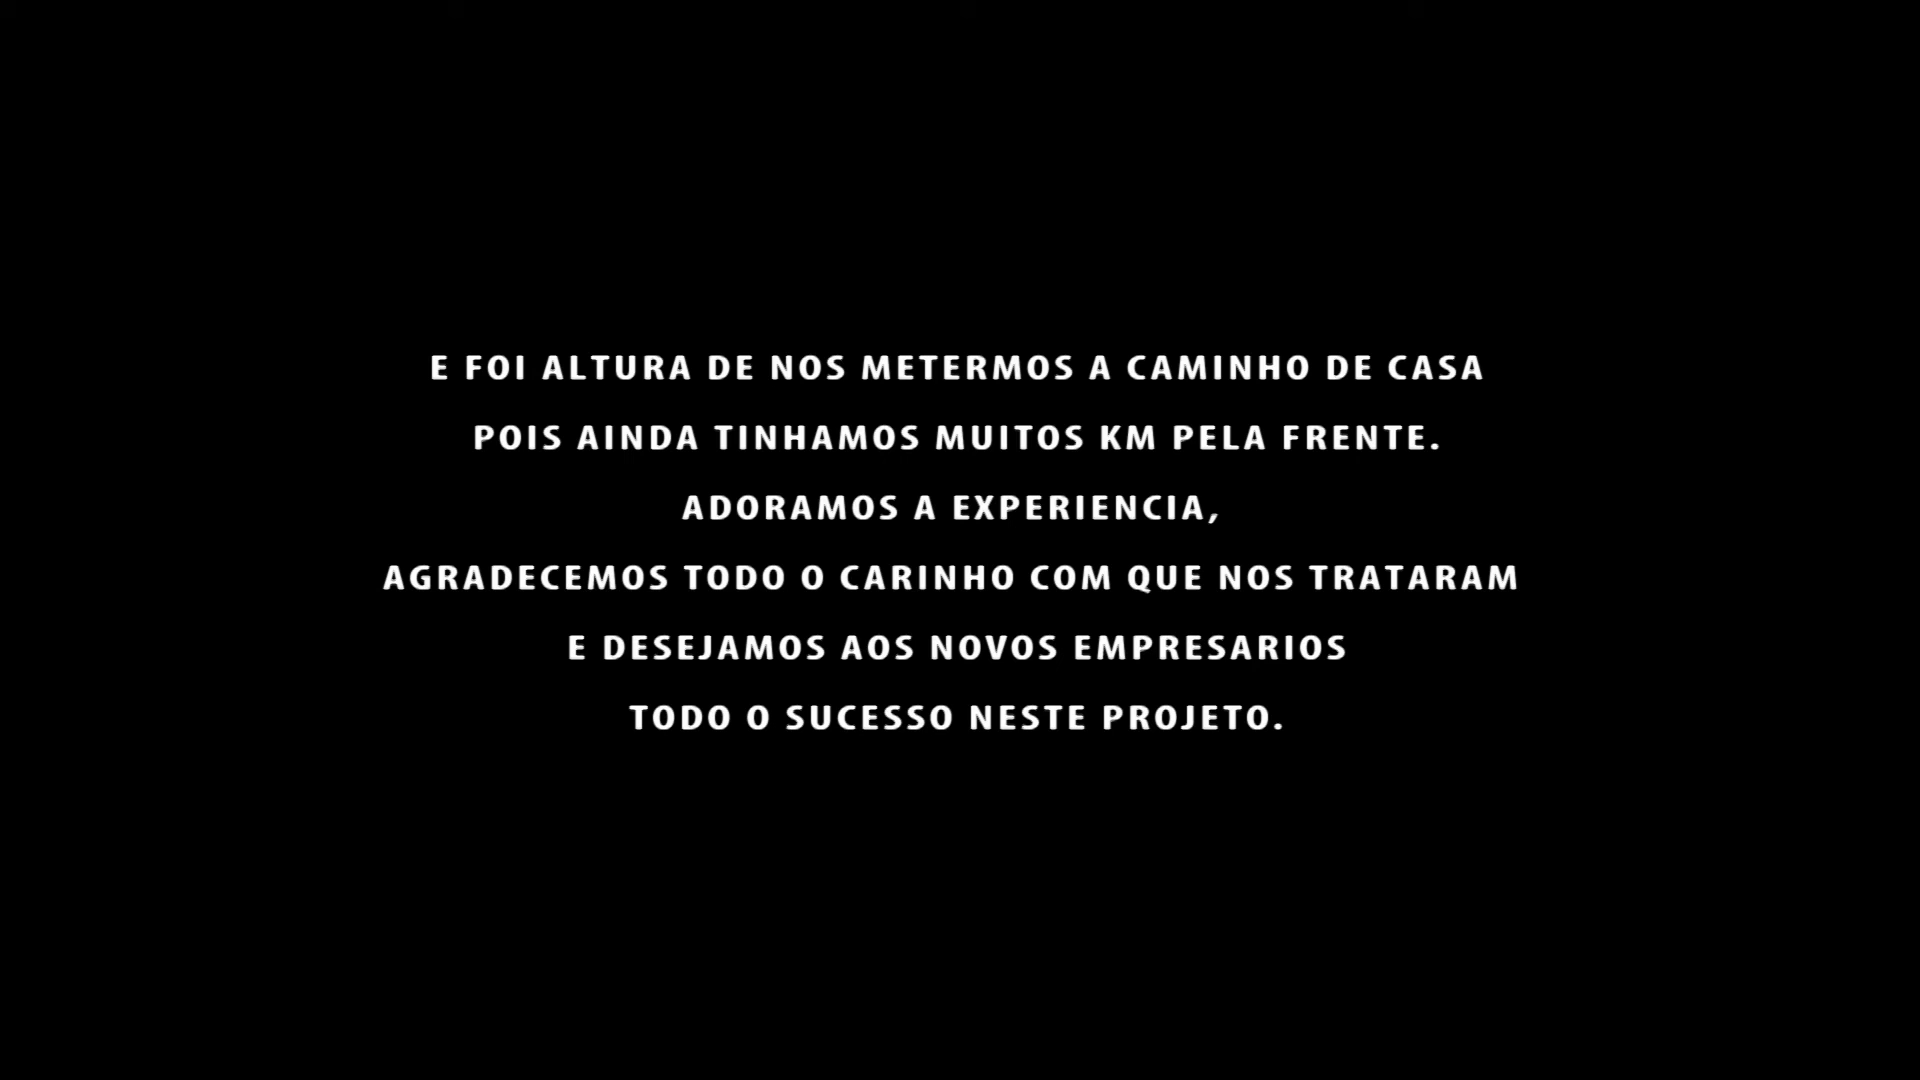 E FOI ALTURA DE NOS METERMOS A CAMINHO DE CASA
POIS AINDA TINHAMOS MUITOS KM PELA FRENTE.
ADORAMOS A EXPERIENCIA,
AGRADECEMOS TODO O CARINHO COM QUE NOS TRATARAM
E DESEJAMOS AOS NOVOS EMPRESARIOS
TODO O SUCESSO NESTE PROJETO.